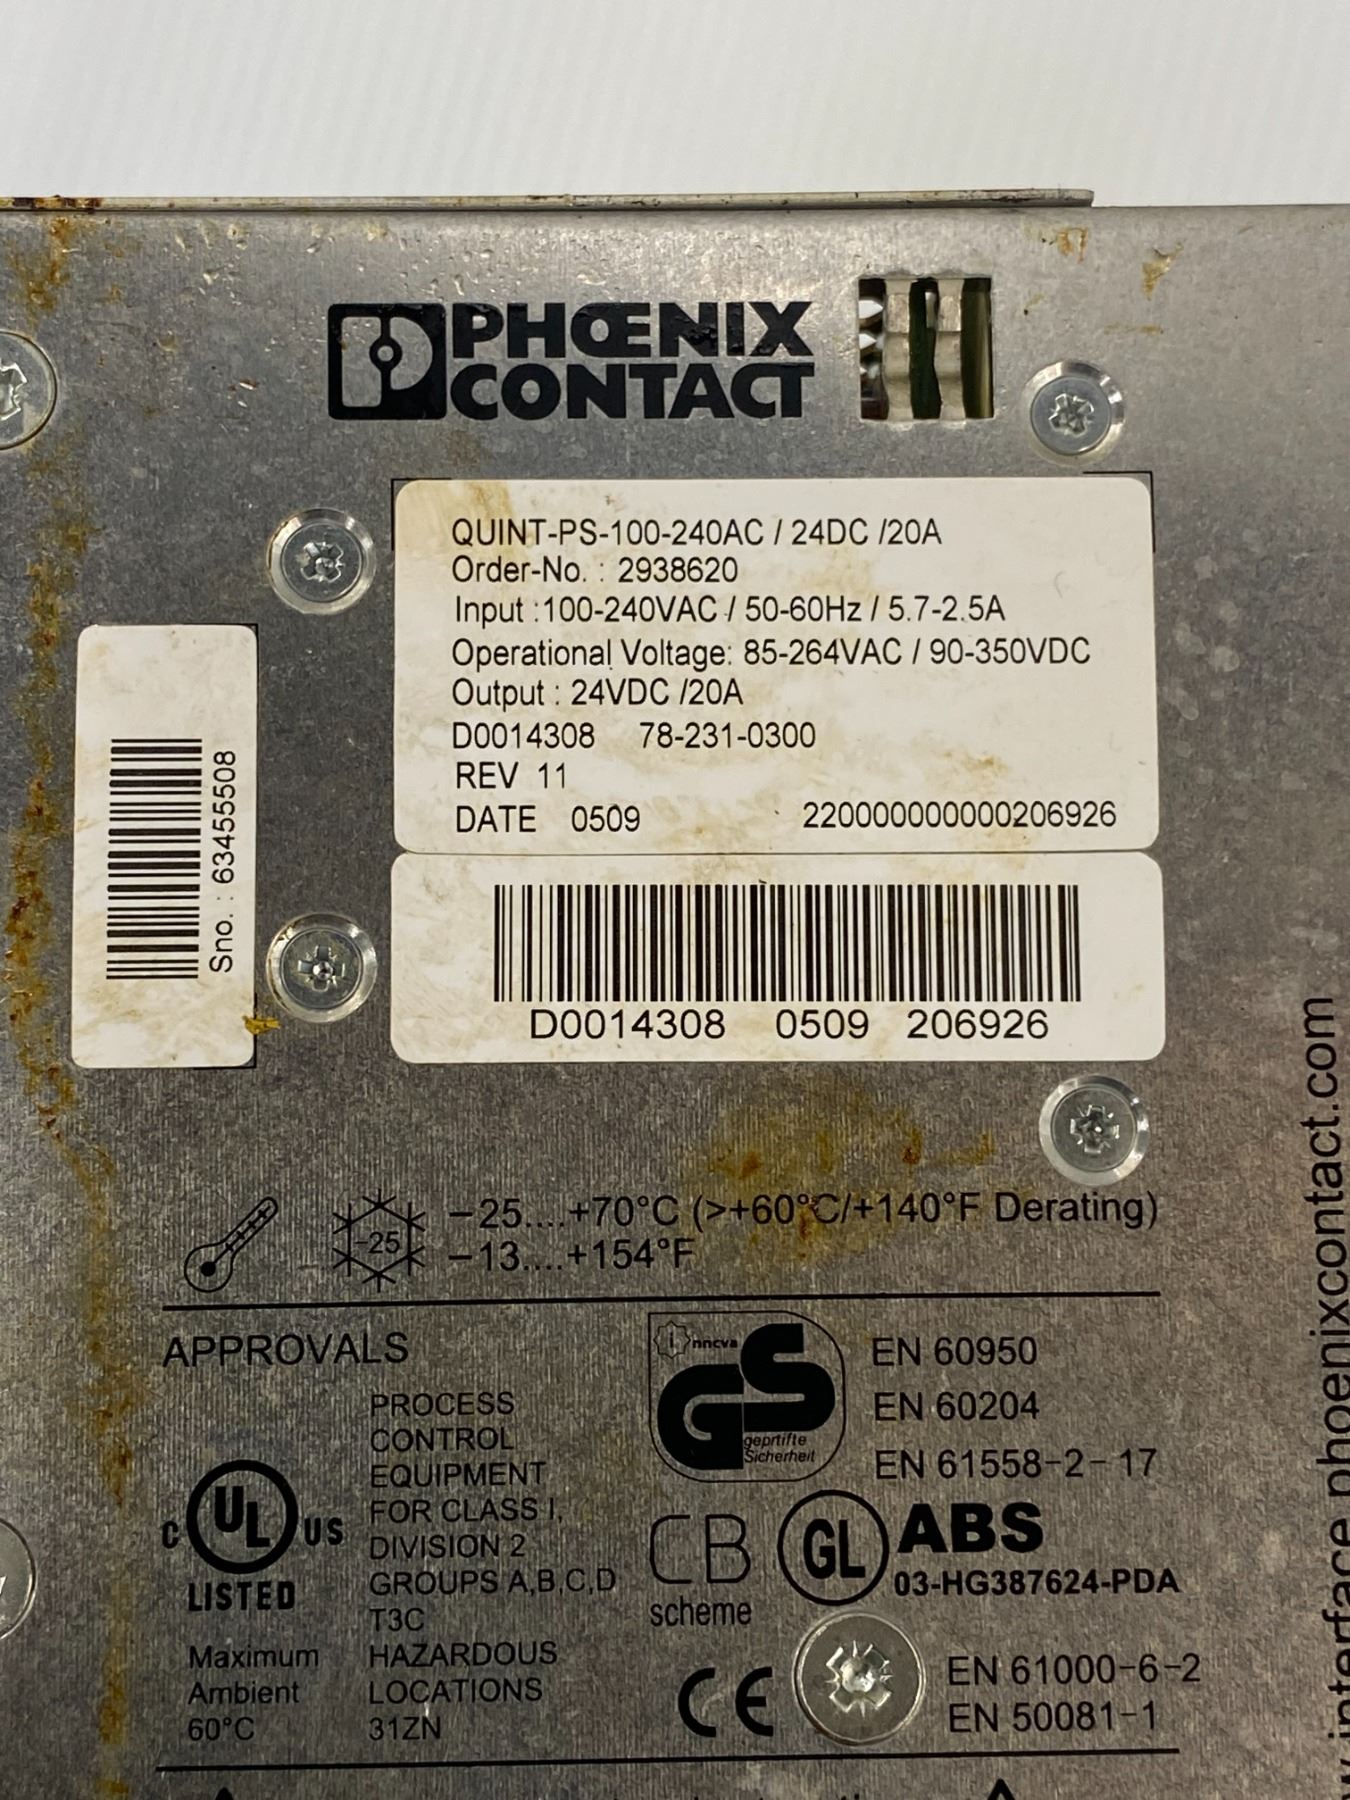 PHŒNIX
CONTACT
QUINT-PS-100-240AC / 24DC /20A
Order-No. : 2938620
Input :100-240VAC / 50-60Hz / 5.7-2.5A
Operational Voltage: 85-264VAC / 90-350VDC
Output : 24VDC /20A
D0014308 78-231-0300
REV 11
DATE 0509 220000000000206926
Sno. : 63455508
D0014308 0509 206926
-25
−25....+70°C (>+60°C/+140°F Derating)
−13....+154°F
APPROVALS
PROCESS
CONTROL
EQUIPMENT
FOR CLASS I,
DIVISION 2
GROUPS A,B,C,D
T3C
HAZARDOUS
LOCATIONS
31ZN
C UL US
LISTED
Maximum
Ambient
60°C
GS
geprtifte
Sicherheit
EN 60950
EN 60204
EN 61558-2-17
CB
scheme
GL
ABS
03-HG387624-PDA
CE
EN 61000-6-2
EN 50081-1
interface.phoenixcontact.com